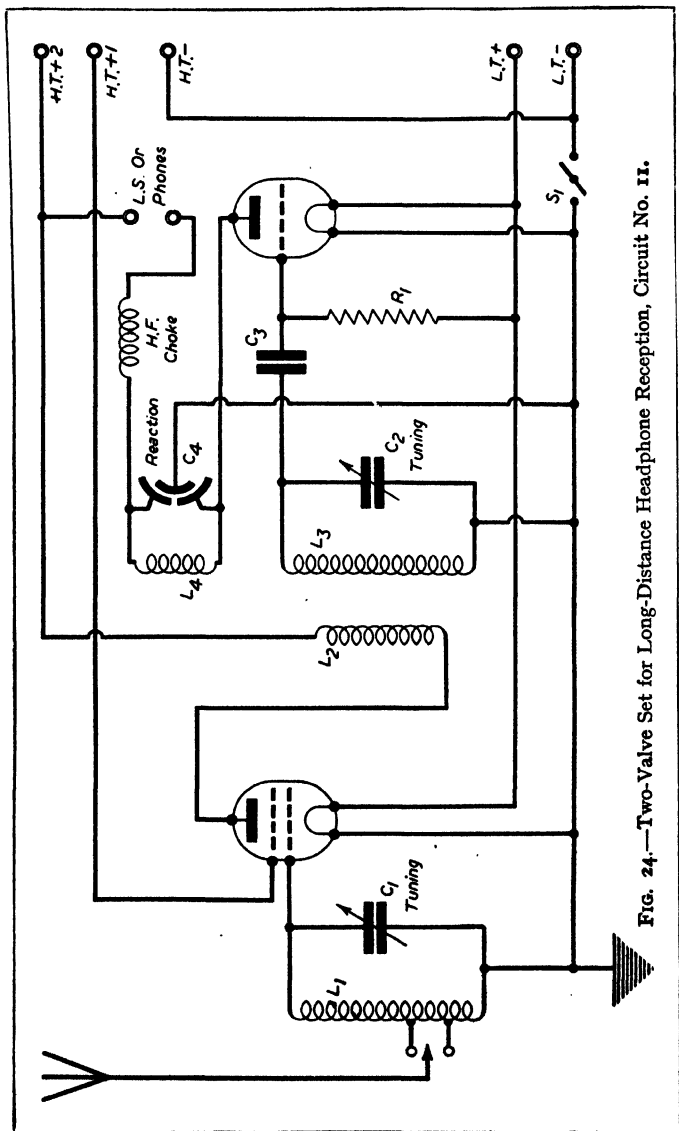 H.T.+2
H.T.+1
H.T.-
L.T.+
L.T.-
L.S. Or
Phones
H.F.
Choke
Reaction
C4
L4
C3
R1
S1
C2
Tuning
L3
L2
C1
Tuning
L1
FIG. 24.—Two-Valve Set for Long-Distance Headphone Reception, Circuit No. 11.